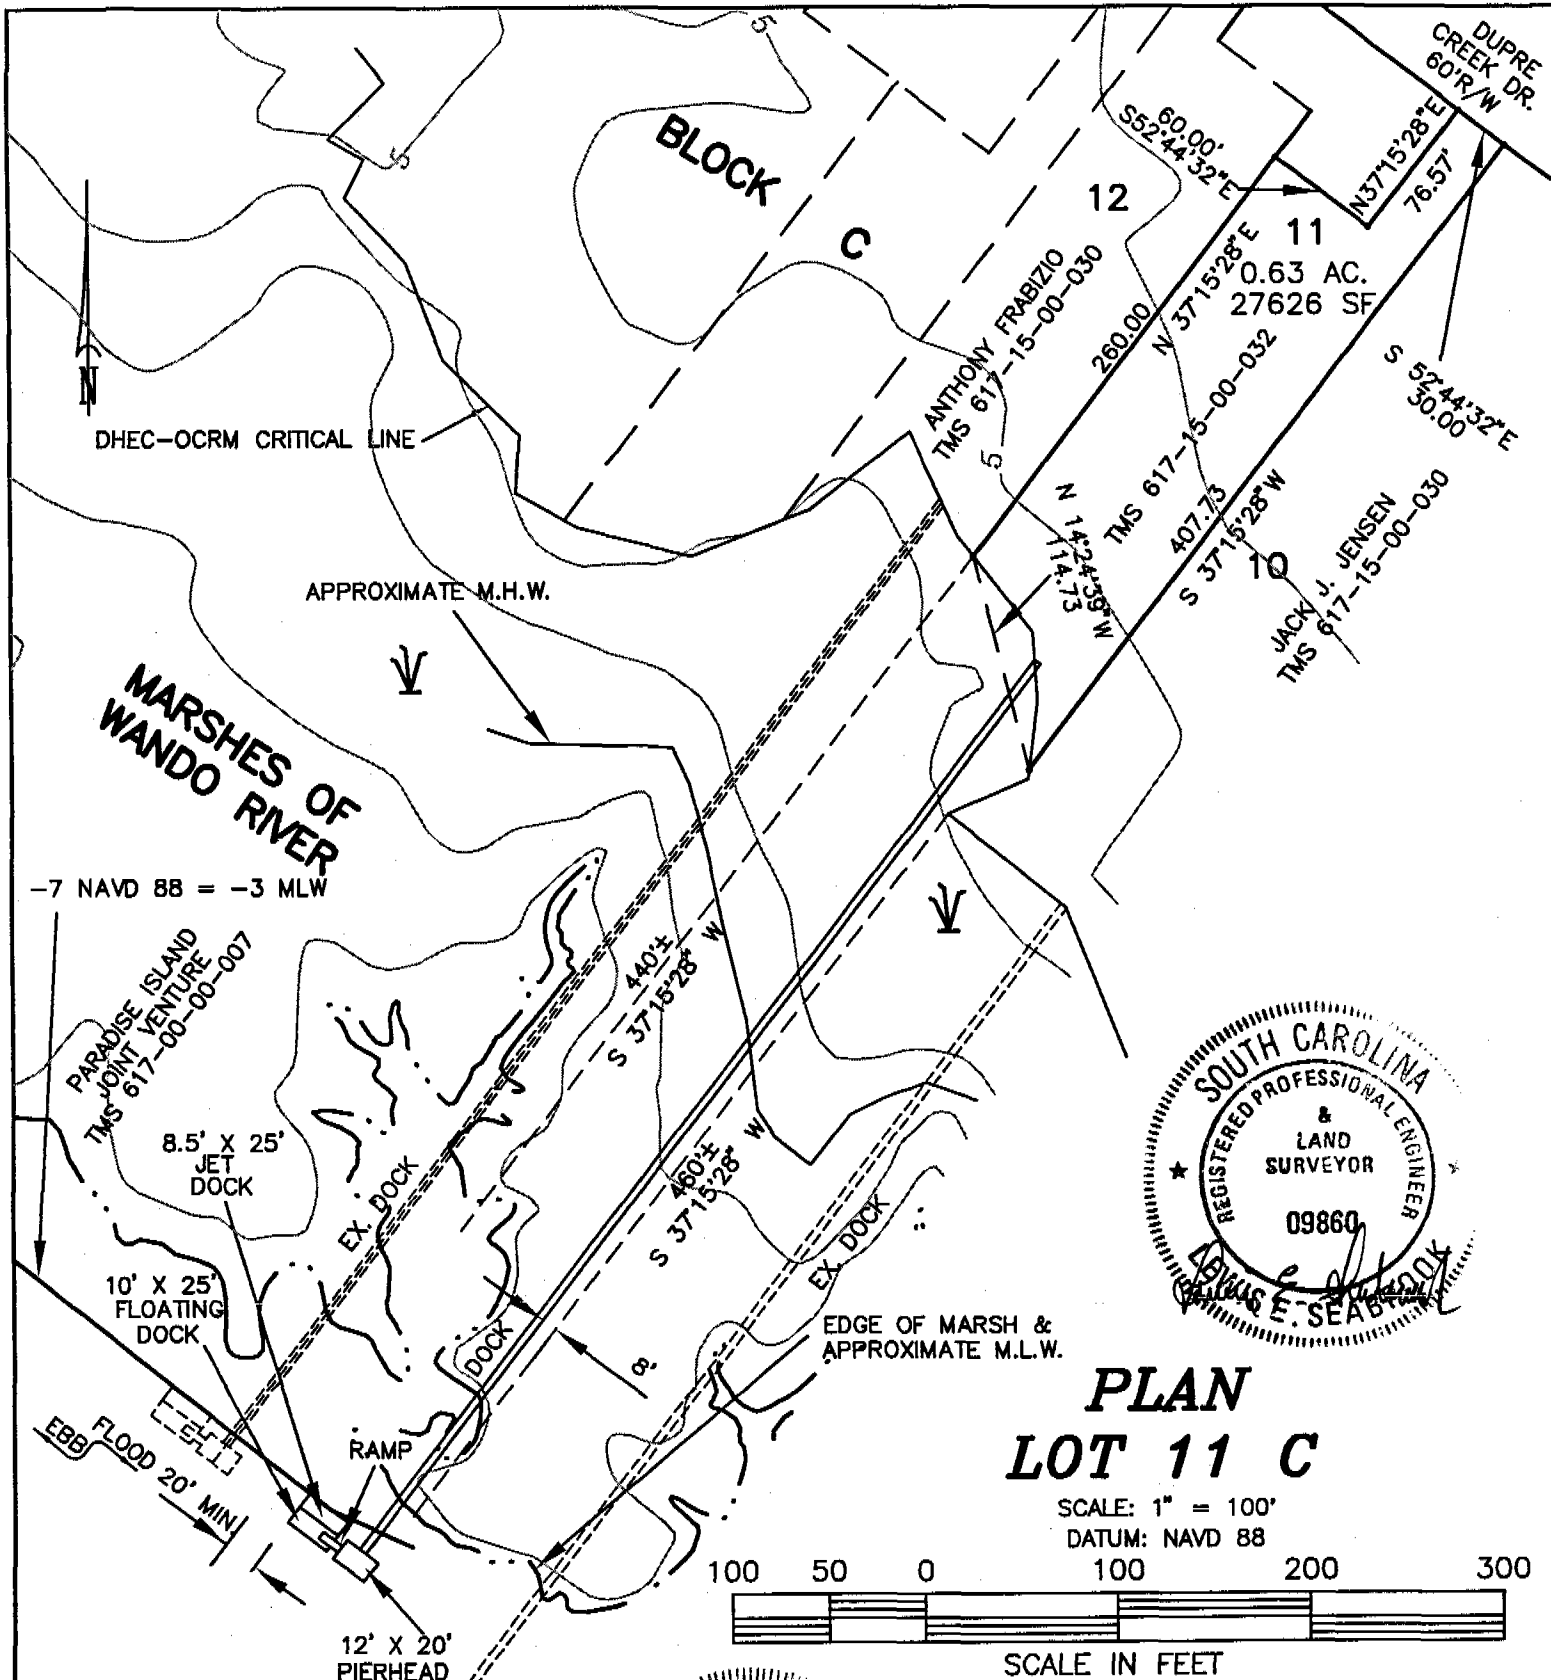 DUPRE
CREEK DR.
60'R/W
5
5
BLOCK
C
60.00'
S52°44'32"E
N37°15'28"E
76.57'
12
11
0.63 AC.
27626 SF
N
DHEC-OCRM CRITICAL LINE
ANTHONY FRABIZIO
TMS 617-15-00-030
260.00
N 37°15'28"E
TMS 617-15-00-032
S 52°44'32"E
30.00
5
N 14°24'39"W
114.73
407.73
S 37°15'28"W
10
JACK J. JENSEN
TMS 617-15-00-030
APPROXIMATE M.H.W.
MARSHES OF
WANDO RIVER
-7 NAVD 88 = -3 MLW
PARADISE ISLAND
JOINT VENTURE
TMS 617-00-00-007
440'±
S 37°15'28" W
8.5' X 25'
JET
DOCK
EX. DOCK
460'±
S 37°15'28" W
EX. DOCK
10' X 25'
FLOATING
DOCK
DOCK
8'
EDGE OF MARSH &
APPROXIMATE M.L.W.
EBB
FLOOD
20' MIN
RAMP
12' X 20'
PIERHEAD
SOUTH CAROLINA
REGISTERED PROFESSIONAL ENGINEER
&
LAND
SURVEYOR
09860
E. SEABROOK
PLAN
LOT 11 C
SCALE: 1" = 100'
DATUM: NAVD 88
100 50 0 100 200 300
SCALE IN FEET